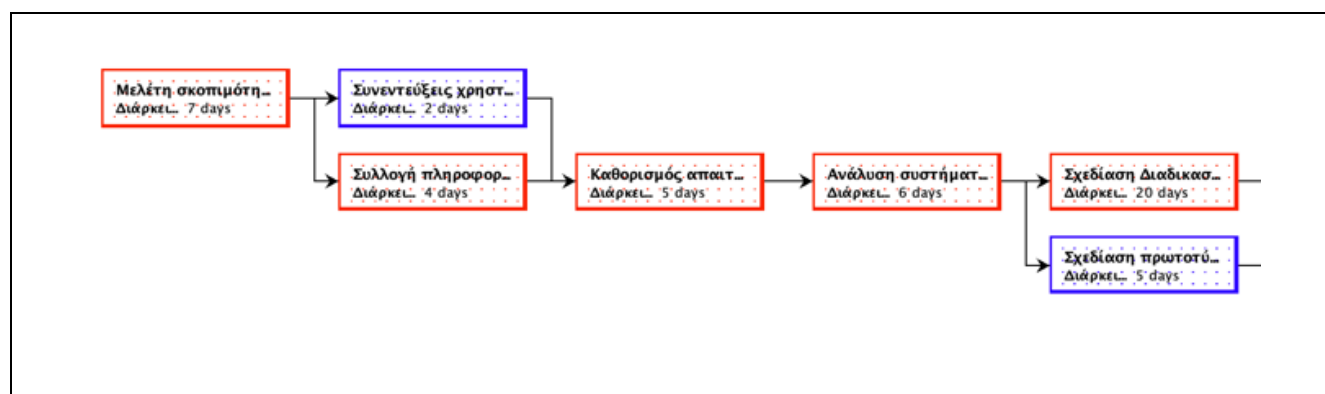 Μελέτη σκοπιμότη...
Διάρκει... 7 days
Συνεντεύξεις χρηστ...
Διάρκει... 2 days
Συλλογή πληροφορ...
Διάρκει... 4 days
Καθορισμός απαιτ...
Διάρκει... 5 days
Ανάλυση συστήματ...
Διάρκει... 6 days
Σχεδίαση Διαδικασ...
Διάρκει... 20 days
Σχεδίαση πρωτοτύ...
Διάρκει... 5 days